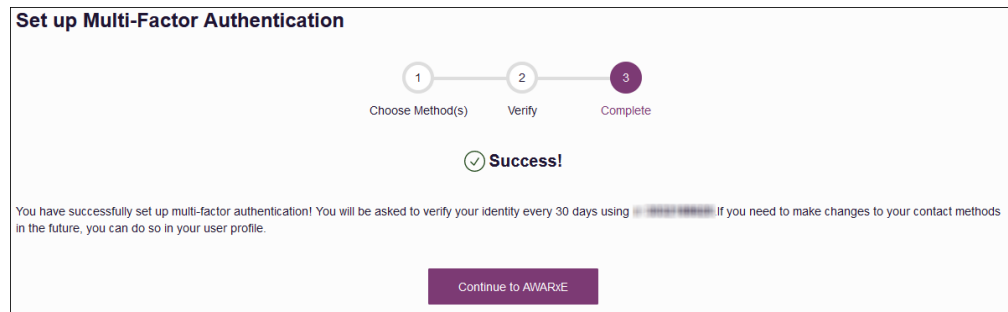 Set up Multi-Factor Authentication
1 2 3
Choose Method(s) Verify Complete
Success!
You have successfully set up multi-factor authentication! You will be asked to verify your identity every 30 days using If you need to make changes to your contact methods
in the future, you can do so in your user profile.
Continue to AWARxE